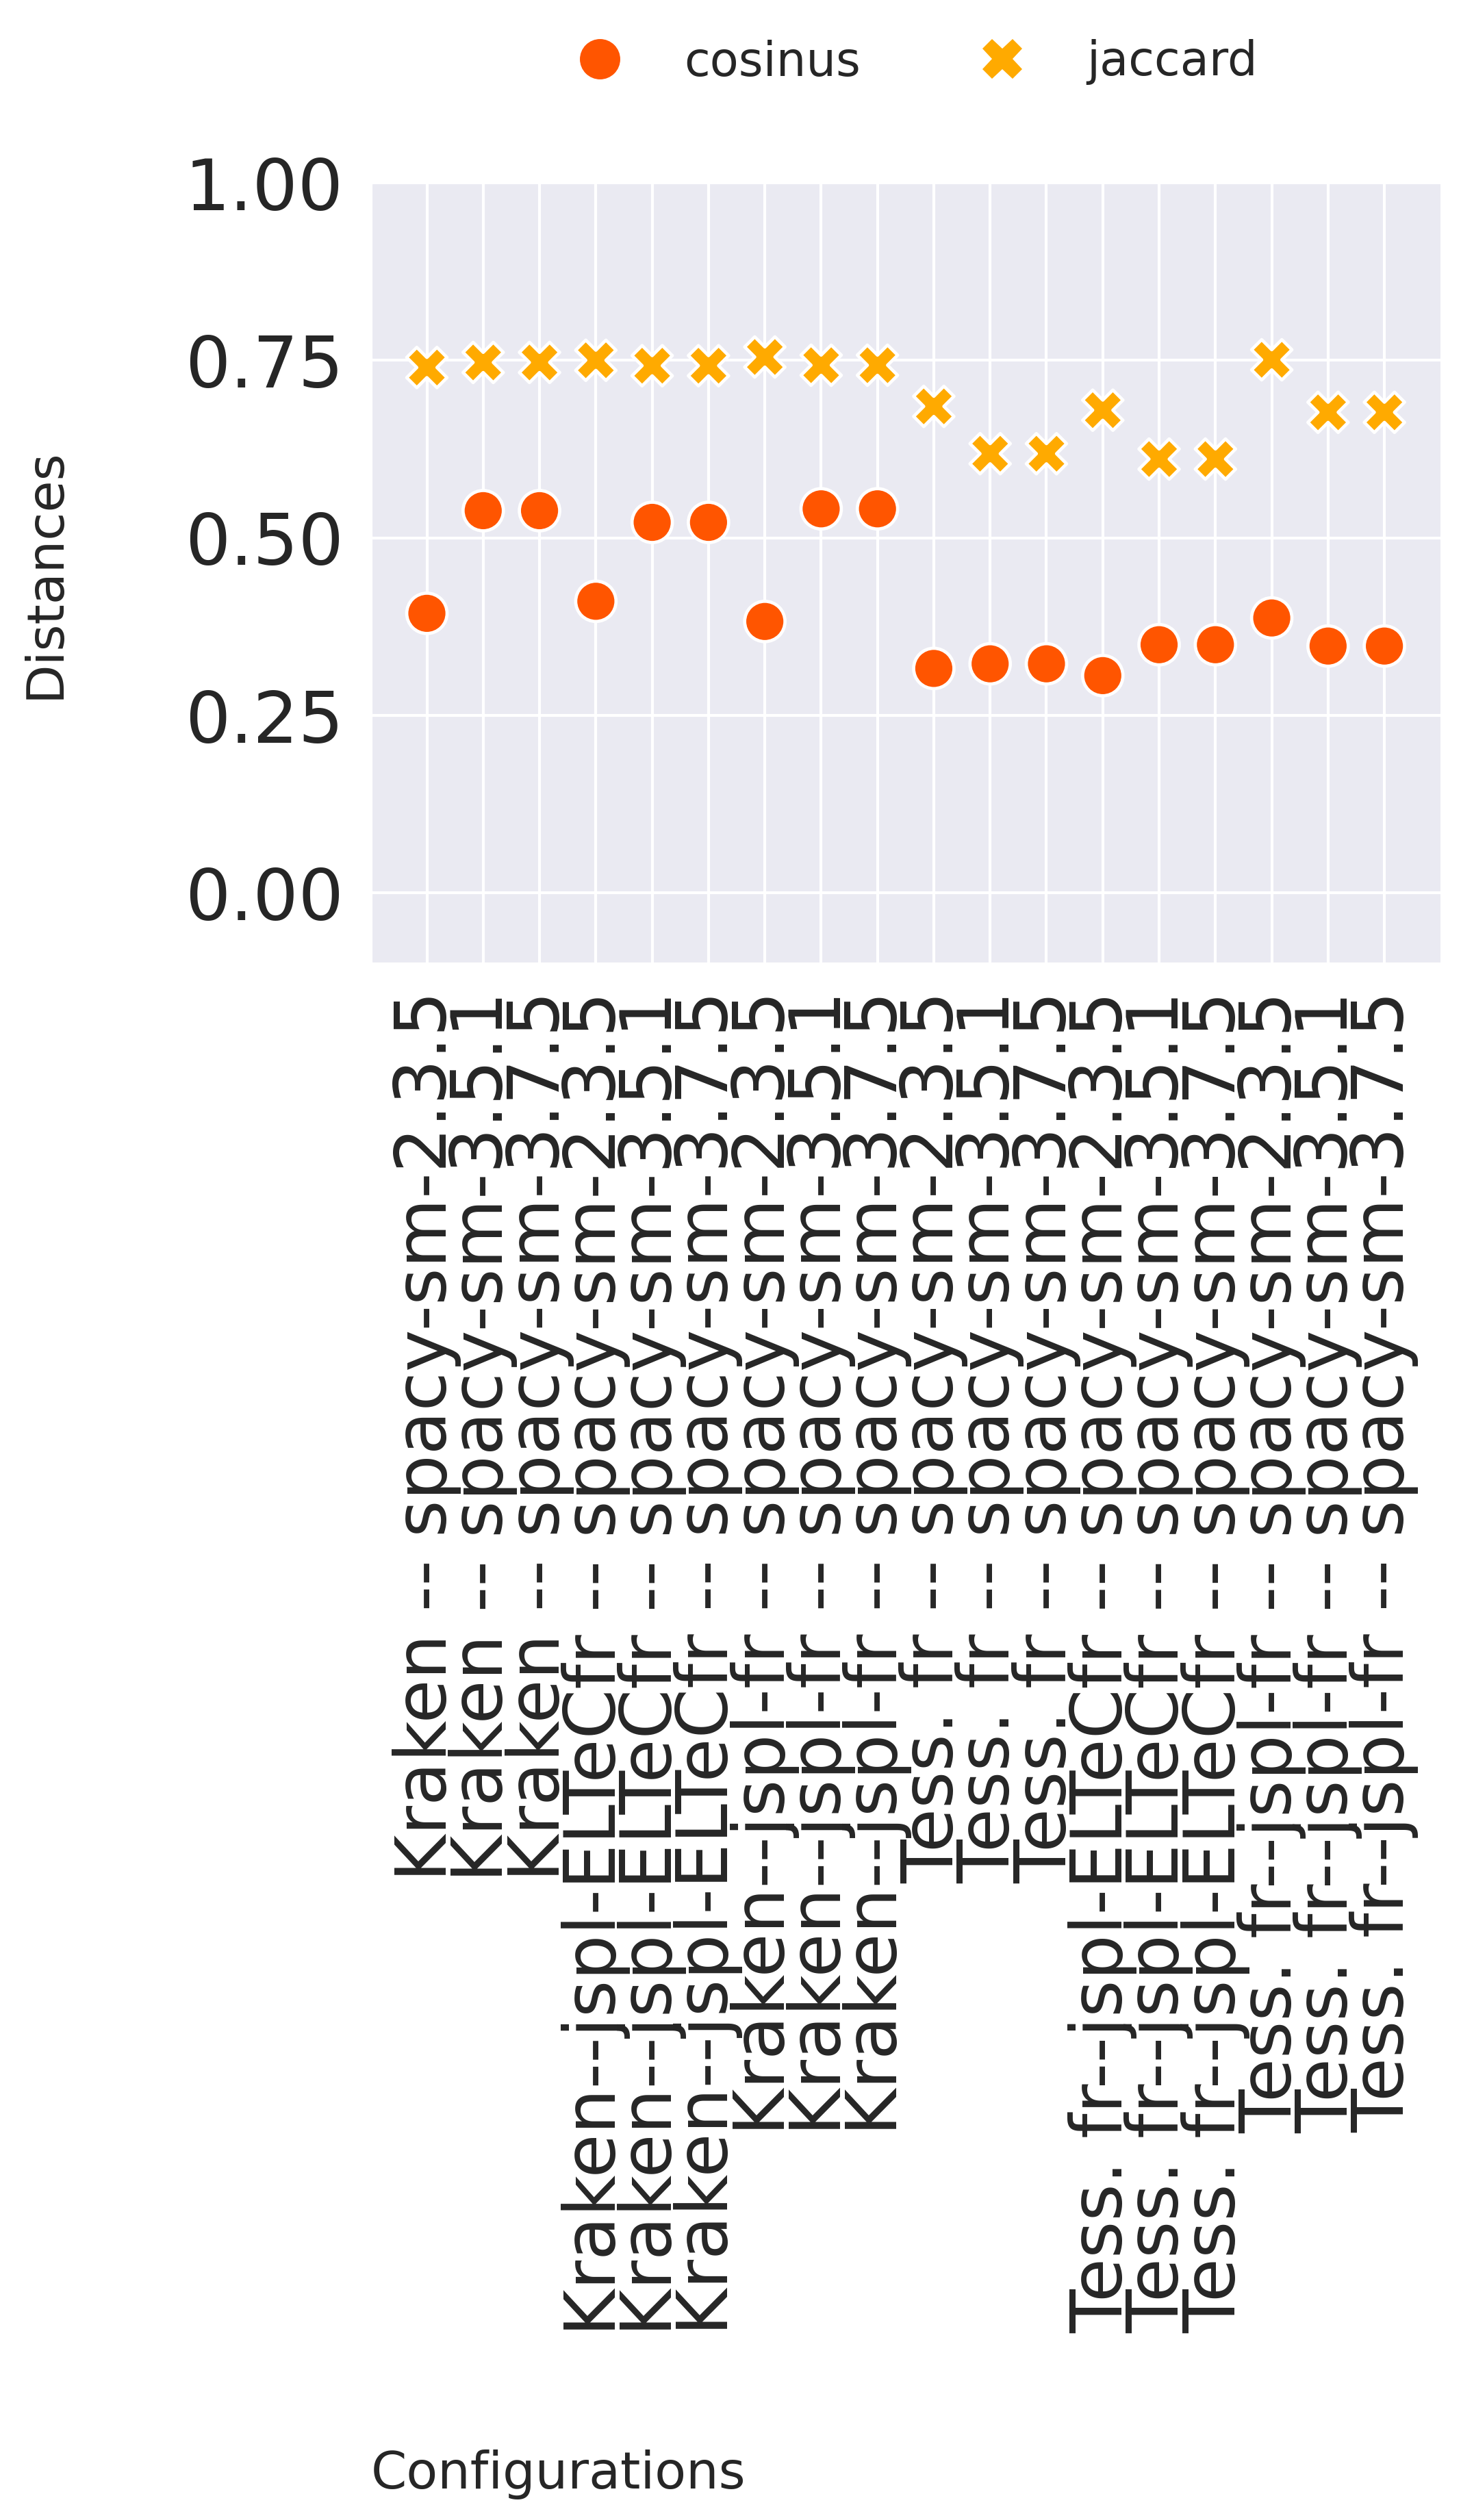 cosinus jaccard
1.00
0.75
0.50
0.25
0.00
Distances
Kraken -- spacy-sm-2.3.5
Kraken -- spacy-sm-3.5.1
Kraken -- spacy-sm-3.7.5
Kraken--jspl-ELTeCfr -- spacy-sm-2.3.5
Kraken--jspl-ELTeCfr -- spacy-sm-3.5.1
Kraken--jspl-ELTeCfr -- spacy-sm-3.7.5
Kraken--jspl-fr -- spacy-sm-2.3.5
Kraken--jspl-fr -- spacy-sm-3.5.1
Kraken--jspl-fr -- spacy-sm-3.7.5
Tess. fr -- spacy-sm-2.3.5
Tess. fr -- spacy-sm-3.5.1
Tess. fr -- spacy-sm-3.7.5
Tess. fr--jspl-ELTeCfr -- spacy-sm-2.3.5
Tess. fr--jspl-ELTeCfr -- spacy-sm-3.5.1
Tess. fr--jspl-ELTeCfr -- spacy-sm-3.7.5
Tess. fr--jspl-fr -- spacy-sm-2.3.5
Tess. fr--jspl-fr -- spacy-sm-3.5.1
Tess. fr--jspl-fr -- spacy-sm-3.7.5
Configurations